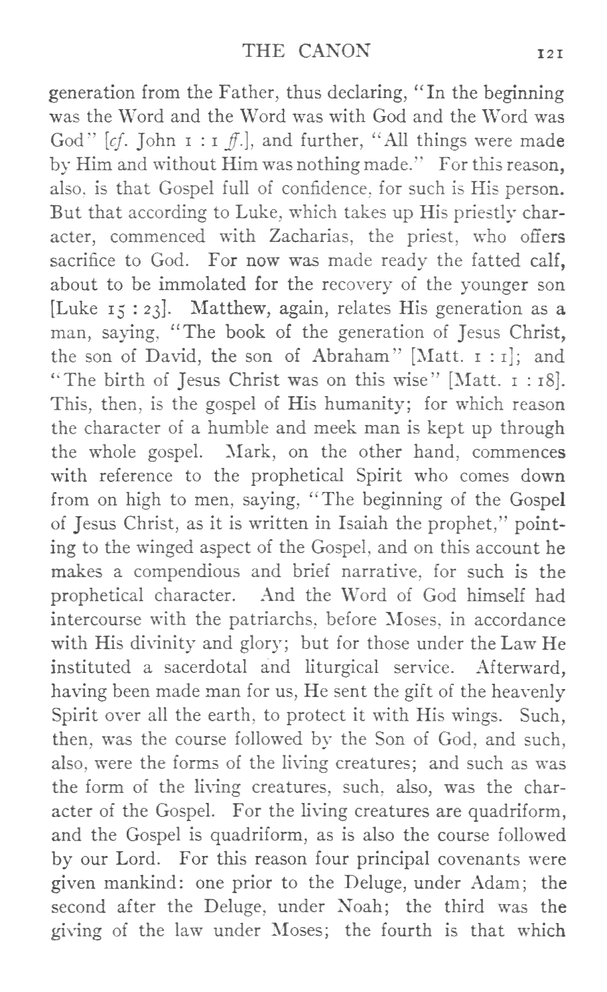 THE CANON 121
generation from the Father, thus declaring, “In the beginning
was the Word and the Word was with God and the Word was
God” [cf. John 1 : 1 ff.], and further, “All things were made
by Him and without Him was nothing made.” For this reason,
also, is that Gospel full of confidence, for such is His person.
But that according to Luke, which takes up His priestly char-
acter, commenced with Zacharias, the priest, who offers
sacrifice to God. For now was made ready the fatted calf,
about to be immolated for the recovery of the younger son
[Luke 15 : 23]. Matthew, again, relates His generation as a
man, saying, “The book of the generation of Jesus Christ,
the son of David, the son of Abraham” [Matt. 1 : 1]; and
“The birth of Jesus Christ was on this wise” [Matt. 1 : 18].
This, then, is the gospel of His humanity; for which reason
the character of a humble and meek man is kept up through
the whole gospel. Mark, on the other hand, commences
with reference to the prophetical Spirit who comes down
from on high to men, saying, “The beginning of the Gospel
of Jesus Christ, as it is written in Isaiah the prophet,” point-
ing to the winged aspect of the Gospel, and on this account he
makes a compendious and brief narrative, for such is the
prophetical character. And the Word of God himself had
intercourse with the patriarchs, before Moses, in accordance
with His divinity and glory; but for those under the Law He
instituted a sacerdotal and liturgical service. Afterward,
having been made man for us, He sent the gift of the heavenly
Spirit over all the earth, to protect it with His wings. Such,
then, was the course followed by the Son of God, and such,
also, were the forms of the living creatures; and such as was
the form of the living creatures, such, also, was the char-
acter of the Gospel. For the living creatures are quadriform,
and the Gospel is quadriform, as is also the course followed
by our Lord. For this reason four principal covenants were
given mankind: one prior to the Deluge, under Adam; the
second after the Deluge, under Noah; the third was the
giving of the law under Moses; the fourth is that which